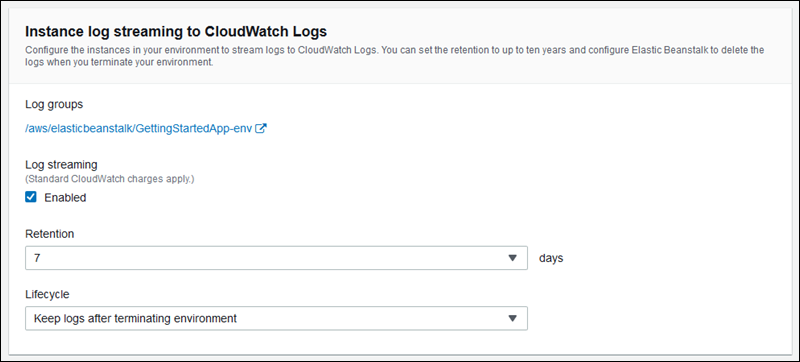 Instance log streaming to CloudWatch Logs
Configure the instances in your environment to stream logs to CloudWatch Logs. You can set the retention to up to ten years and configure Elastic Beanstalk to delete the
logs when you terminate your environment.
Log groups
/aws/elasticbeanstalk/GettingStartedApp-env
Log streaming
(Standard CloudWatch charges apply.)
Enabled
Retention
7 days
Lifecycle
Keep logs after terminating environment